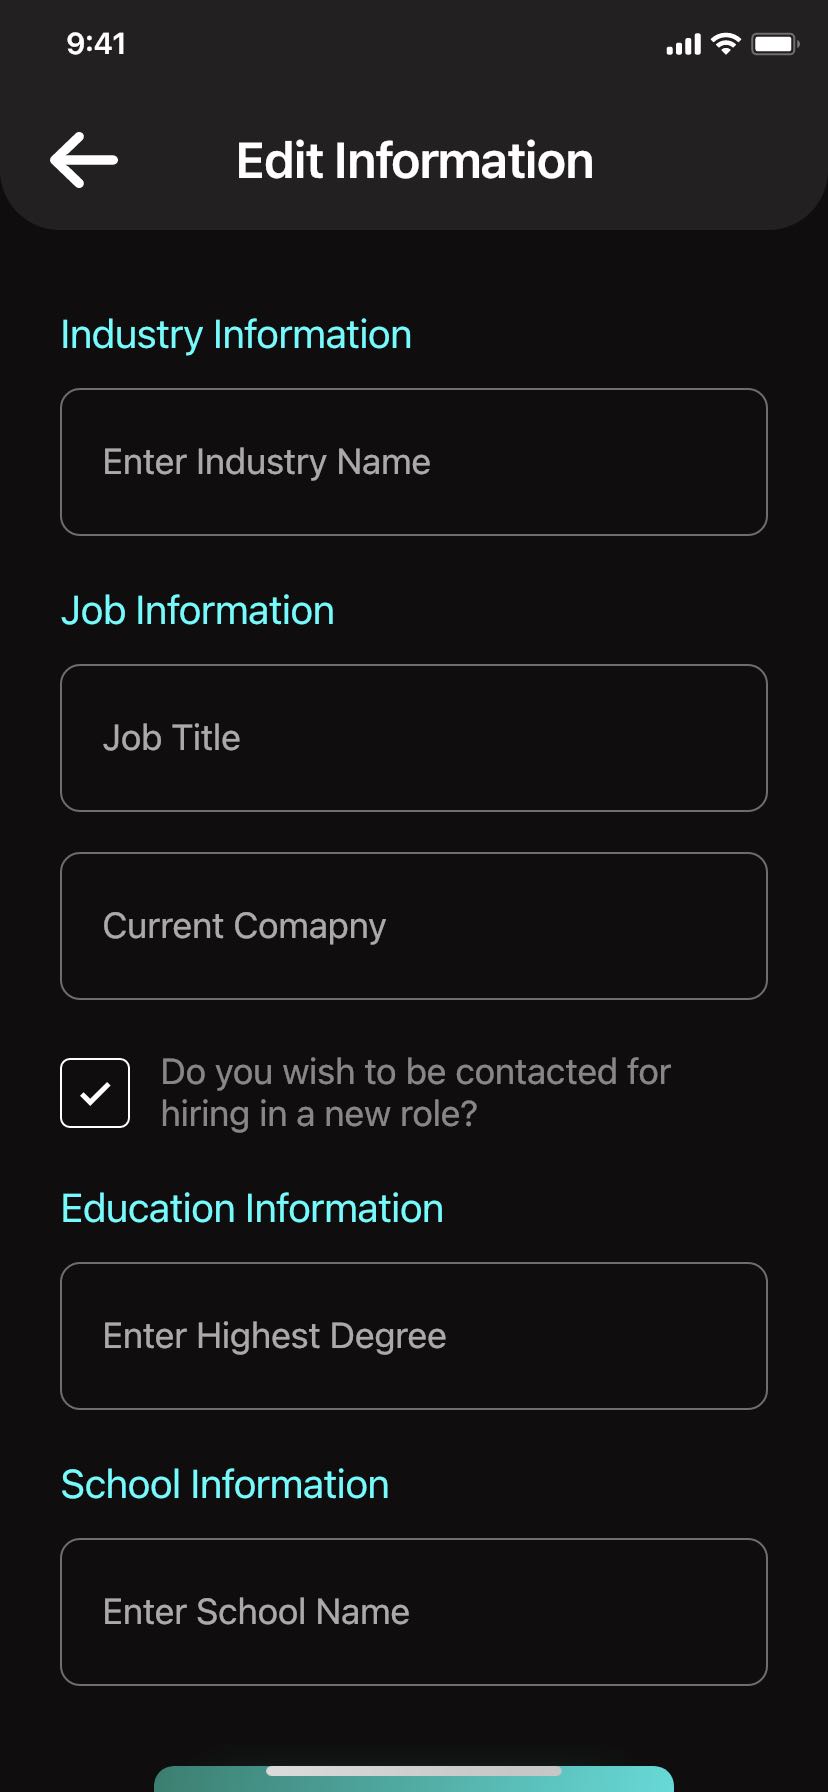 9:41
Edit Information
Industry Information
Enter Industry Name
Job Information
Job Title
Current Comapny
Do you wish to be contacted for
hiring in a new role?
Education Information
Enter Highest Degree
School Information
Enter School Name